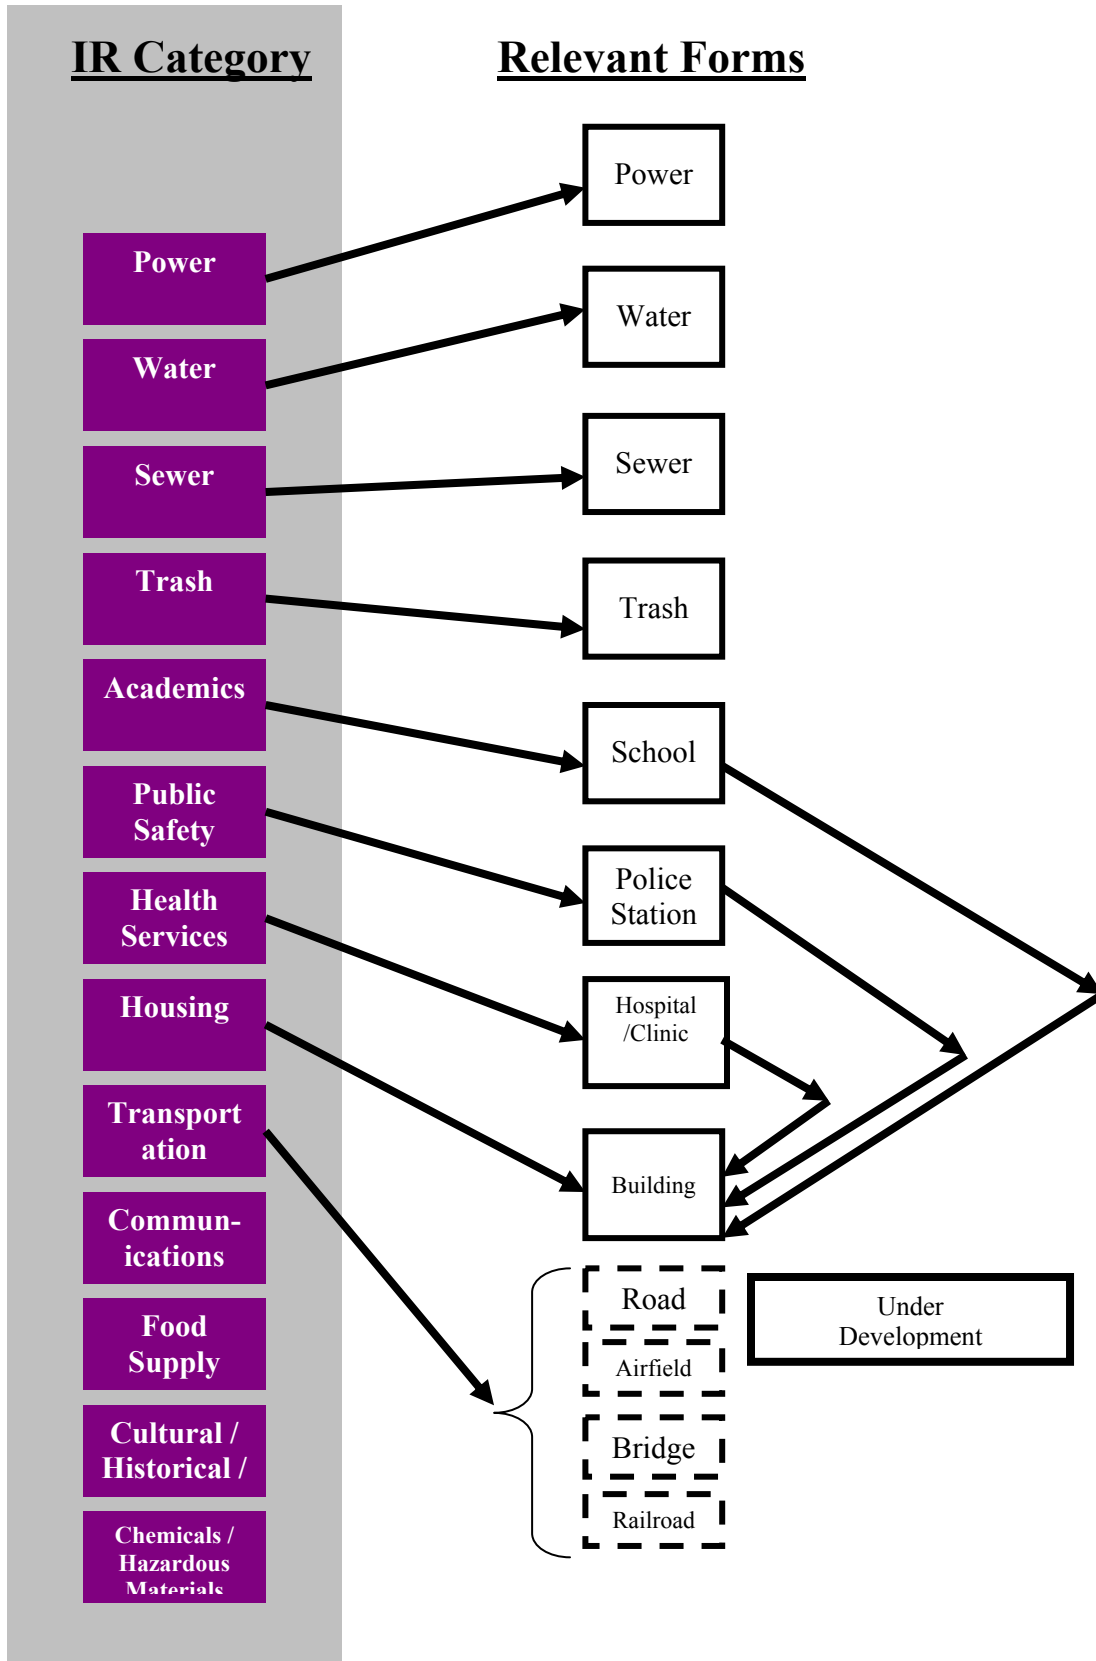 IR Category
Relevant Forms
Power
Water
Sewer
Trash
Academics
Public
Safety
Health
Services
Housing
Transport
ation
Commun-
ications
Food
Supply
Cultural /
Historical /
Chemicals /
Hazardous
Materials
Power
Water
Sewer
Trash
School
Police
Station
Hospital
/Clinic
Building
Road
Airfield
Bridge
Railroad
Under
Development